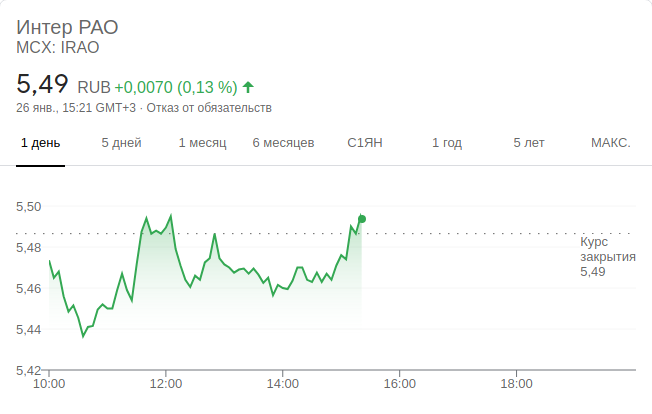 Интер РАО
MCX: IRAO
5,49 RUB +0,0070 (0,13 %)
26 янв., 15:21 GMT+3 · Отказ от обязательств
1 день 5 дней 1 месяц 6 месяцев С1ЯН 1 год 5 лет МАКС.
5,50
5,48
5,46
5,44
5,42
Курс
закрытия
5,49
10:00 12:00 14:00 16:00 18:00